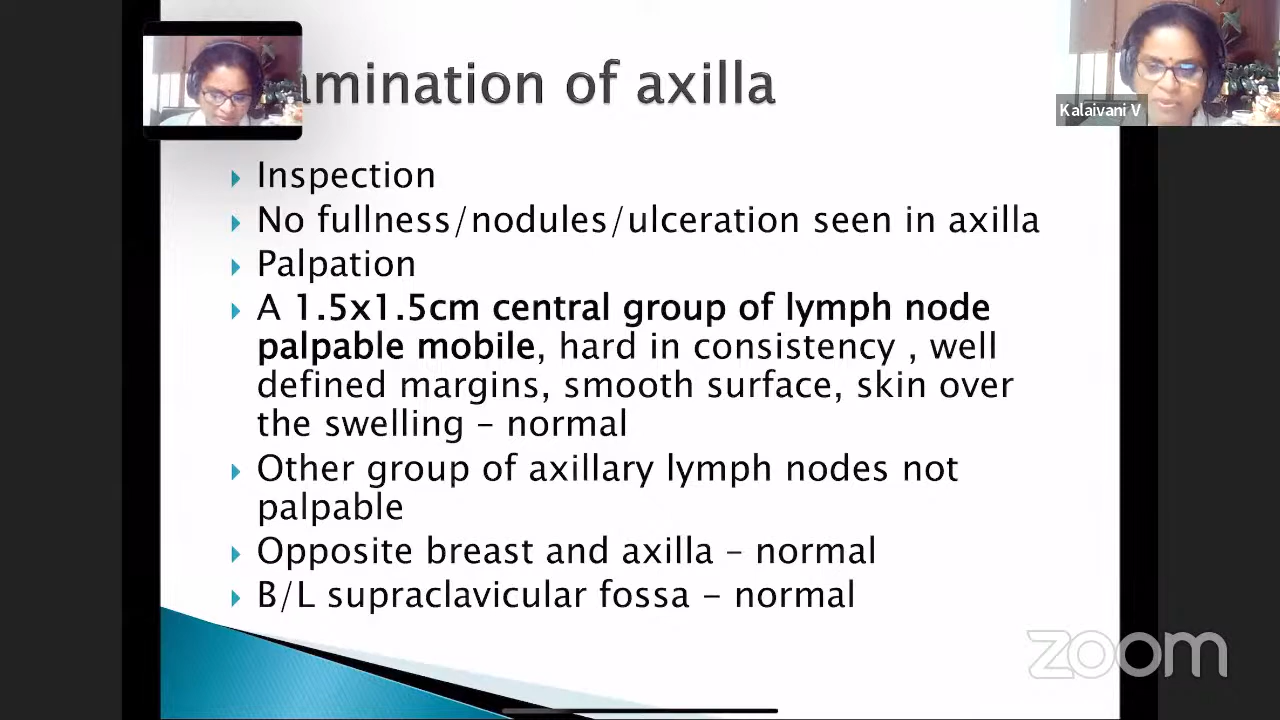 amination of axilla
Kalaivani V
Inspection
No fullness/nodules/ulceration seen in axilla
Palpation
A 1.5x1.5cm central group of lymph node
palpable mobile, hard in consistency , well
defined margins, smooth surface, skin over
the swelling – normal
Other group of axillary lymph nodes not
palpable
Opposite breast and axilla – normal
B/L supraclavicular fossa – normal
zoom